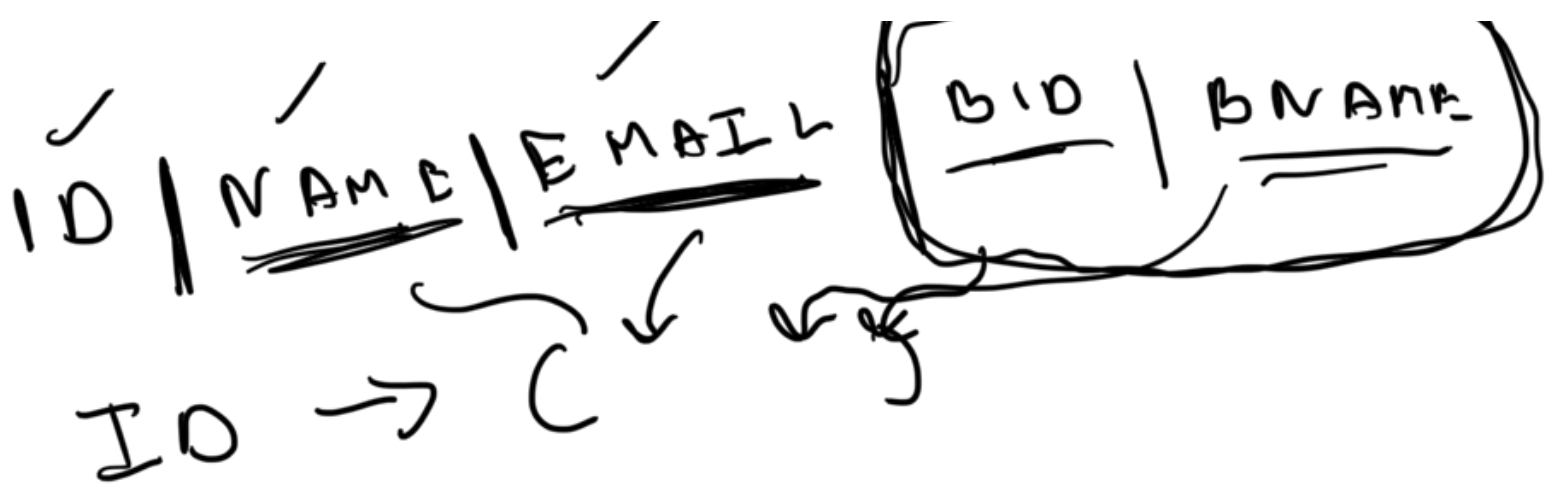 ID | NAME | EMAIL BID | BNAME
ID → ( )